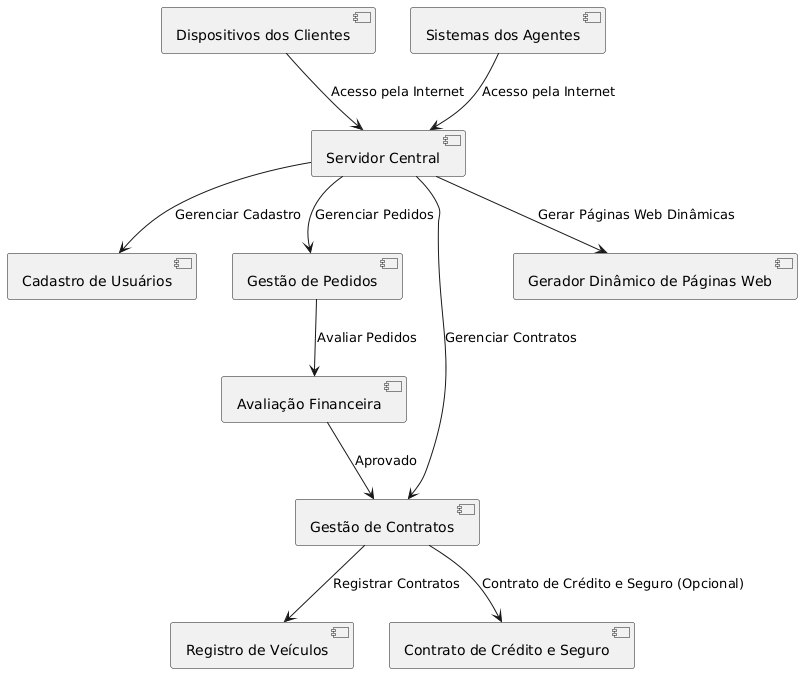 Dispositivos dos Clientes
Sistemas dos Agentes
Acesso pela Internet
Acesso pela Internet
Servidor Central
Gerenciar Cadastro
Gerenciar Pedidos
Gerar Páginas Web Dinâmicas
Cadastro de Usuários
Gestão de Pedidos
Gerador Dinâmico de Páginas Web
Avaliar Pedidos
Gerenciar Contratos
Avaliação Financeira
Aprovado
Gestão de Contratos
Registrar Contratos
Contrato de Crédito e Seguro (Opcional)
Registro de Veículos
Contrato de Crédito e Seguro